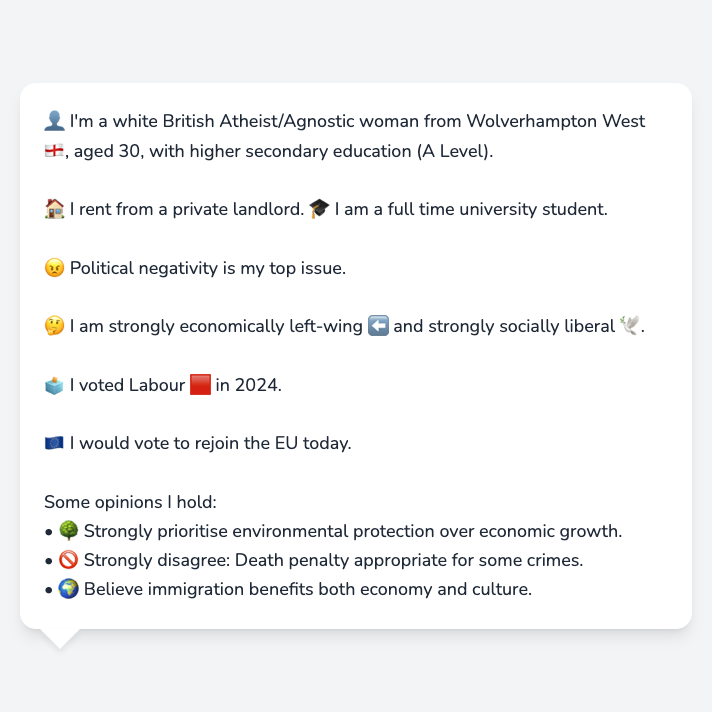 👤 I'm a white British Atheist/Agnostic woman from Wolverhampton West
🏴󠁧󠁢󠁥󠁮󠁧󠁿, aged 30, with higher secondary education (A Level).
🏠 I rent from a private landlord. 🎓 I am a full time university student.
😠 Political negativity is my top issue.
🤔 I am strongly economically left-wing ⬅️ and strongly socially liberal 🕊️.
🗳️ I voted Labour 🟥 in 2024.
🇪🇺 I would vote to rejoin the EU today.
Some opinions I hold:
• 🌳 Strongly prioritise environmental protection over economic growth.
• 🚫 Strongly disagree: Death penalty appropriate for some crimes.
• 🌍 Believe immigration benefits both economy and culture.